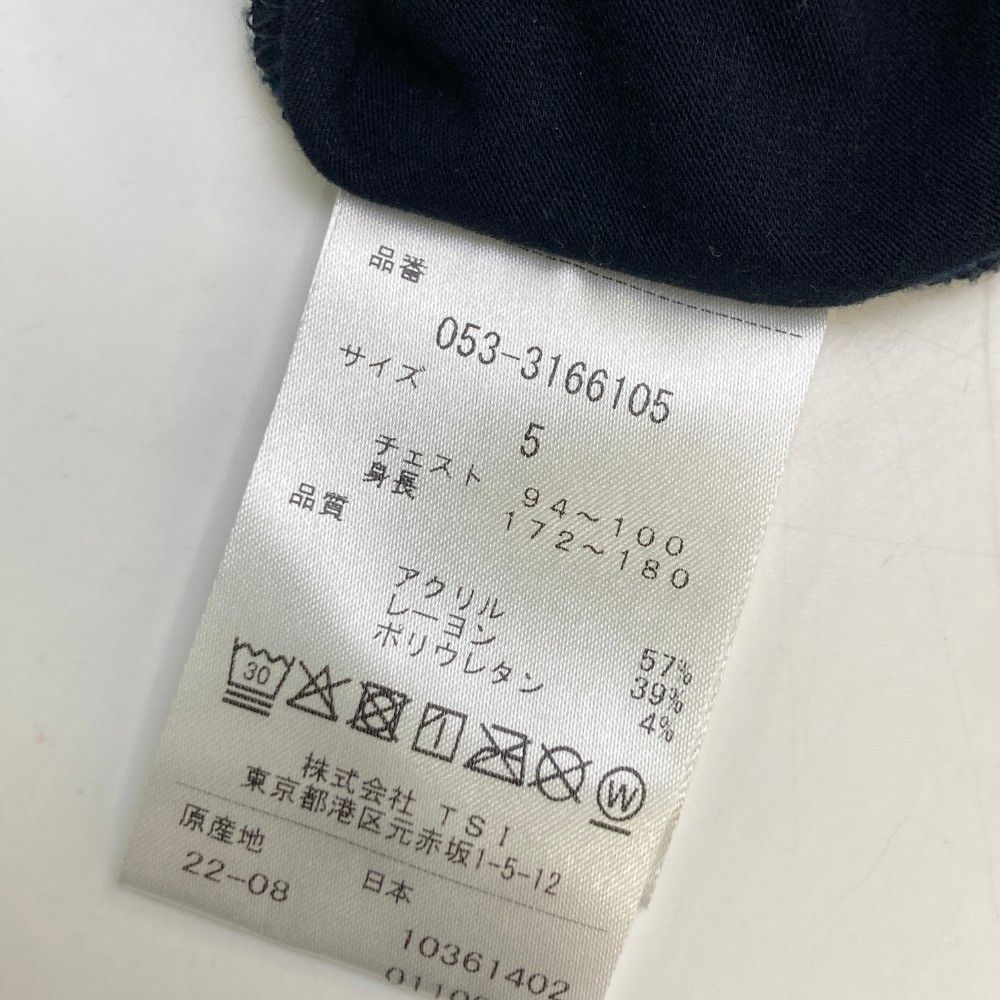 品番
053-3166105
サイズ
5
チェスト 94～100
身長 172～180
品質
アクリル 57%
レーヨン 39%
ポリウレタン 4%
30
W
株式会社 TSI
東京都港区元赤坂1-5-12
原産地 日本
22-08
10361402